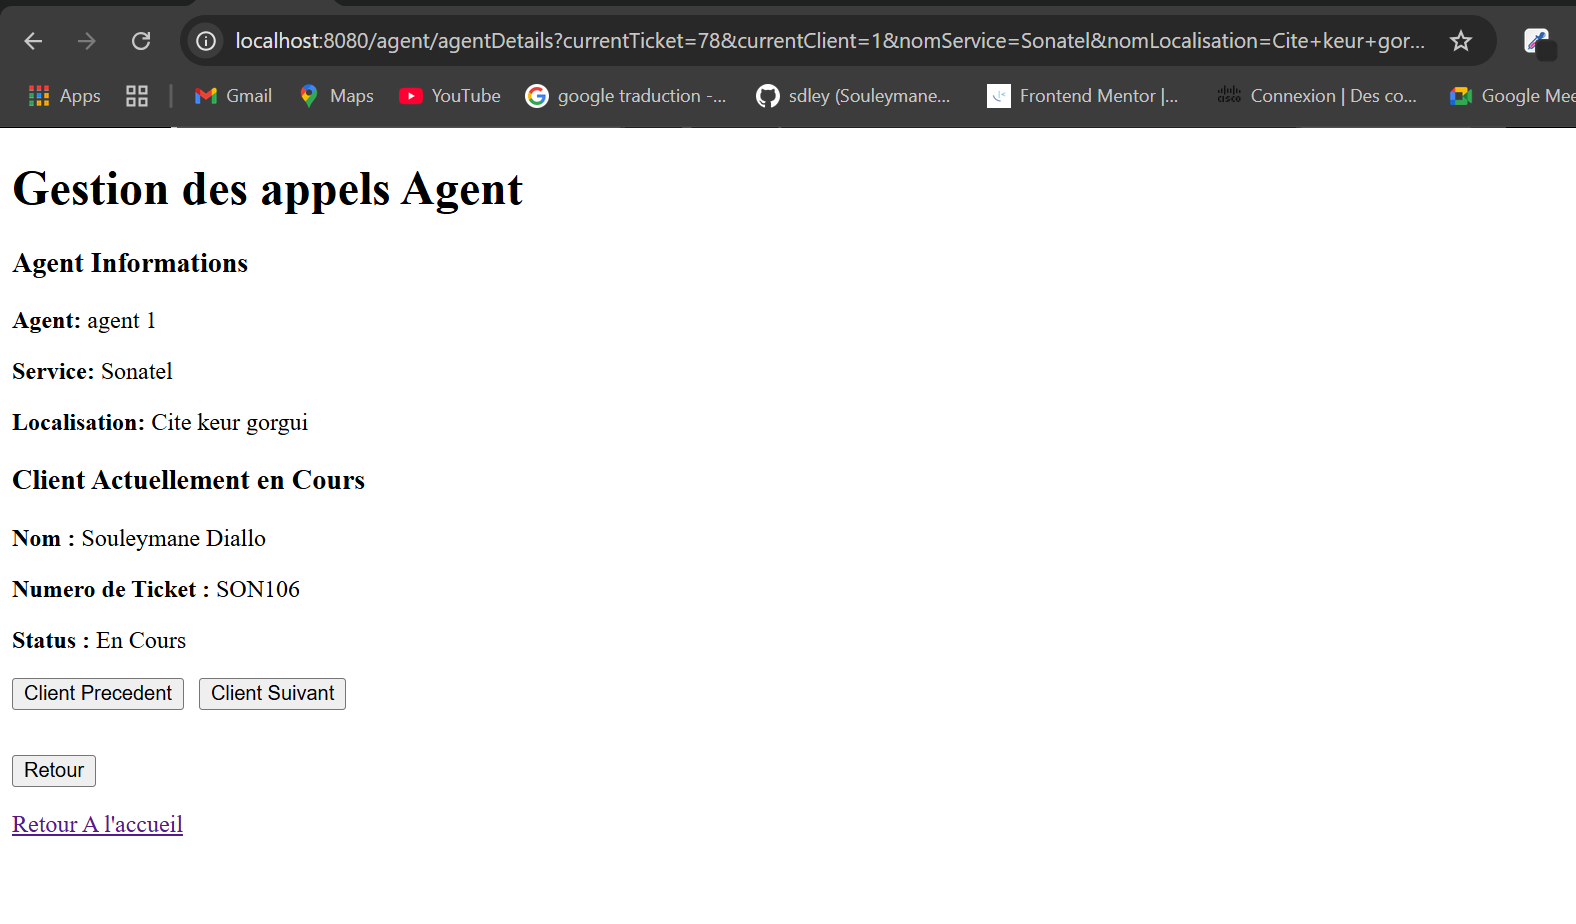 localhost:8080/agent/agentDetails?currentTicket=78&currentClient=1&nomService=Sonatel&nomLocalisation=Cite+keur+gor...
Apps Gmail Maps YouTube google traduction -... sdley (Souleymane... cisco Frontend Mentor |... Connexion | Des co... Google Mee
Gestion des appels Agent
Agent Informations
Agent: agent 1
Service: Sonatel
Localisation: Cite keur gorgui
Client Actuellement en Cours
Nom : Souleymane Diallo
Numero de Ticket : SON106
Status : En Cours
Client Precedent Client Suivant
Retour
Retour A l'accueil